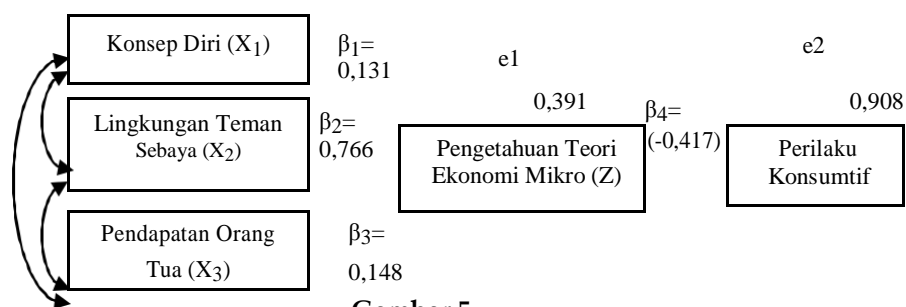 Konsep Diri (X1)
β1=
0,131
e1
e2
Lingkungan Teman
Sebaya (X2)
β2=
0,766
0,391
β4=
(-0,417)
0,908
Pengetahuan Teori
Ekonomi Mikro (Z)
Perilaku
Konsumtif
Pendapatan Orang
Tua (X3)
β3=
0,148
Gambar 5